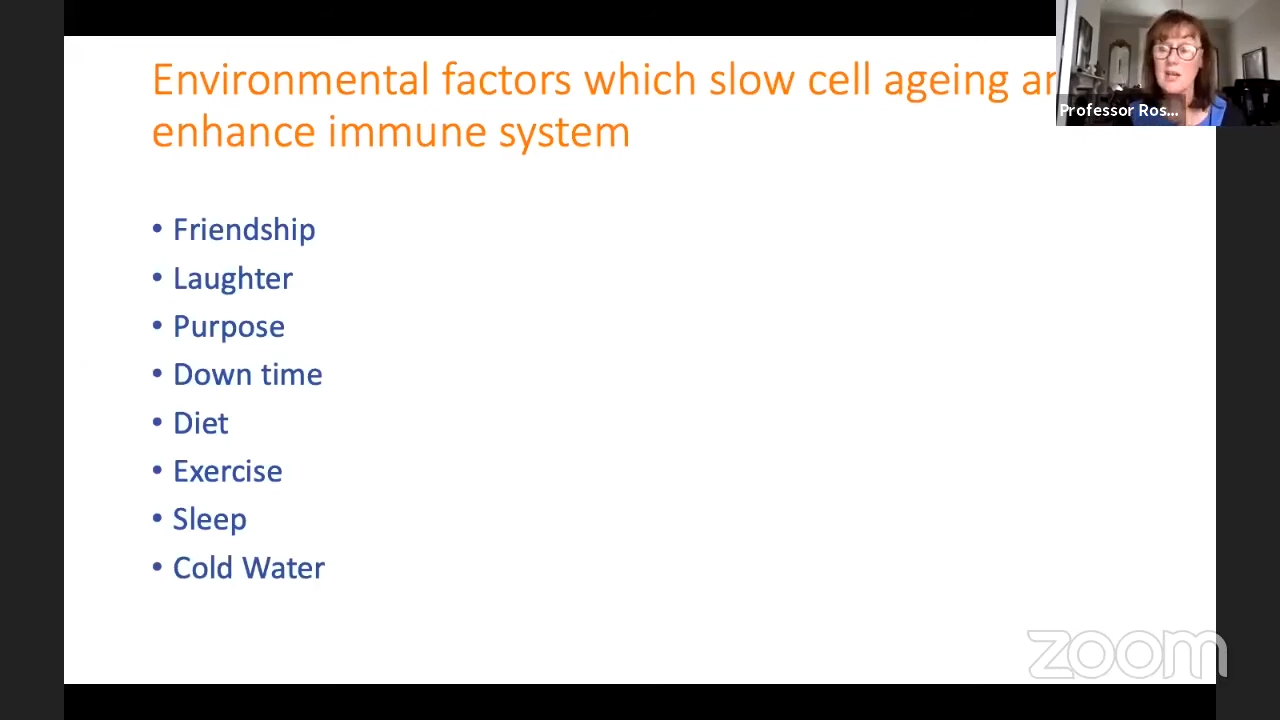 Environmental factors which slow cell ageing
enhance immune system
Professor Ros...
• Friendship
• Laughter
• Purpose
• Down time
• Diet
• Exercise
• Sleep
• Cold Water
zoom